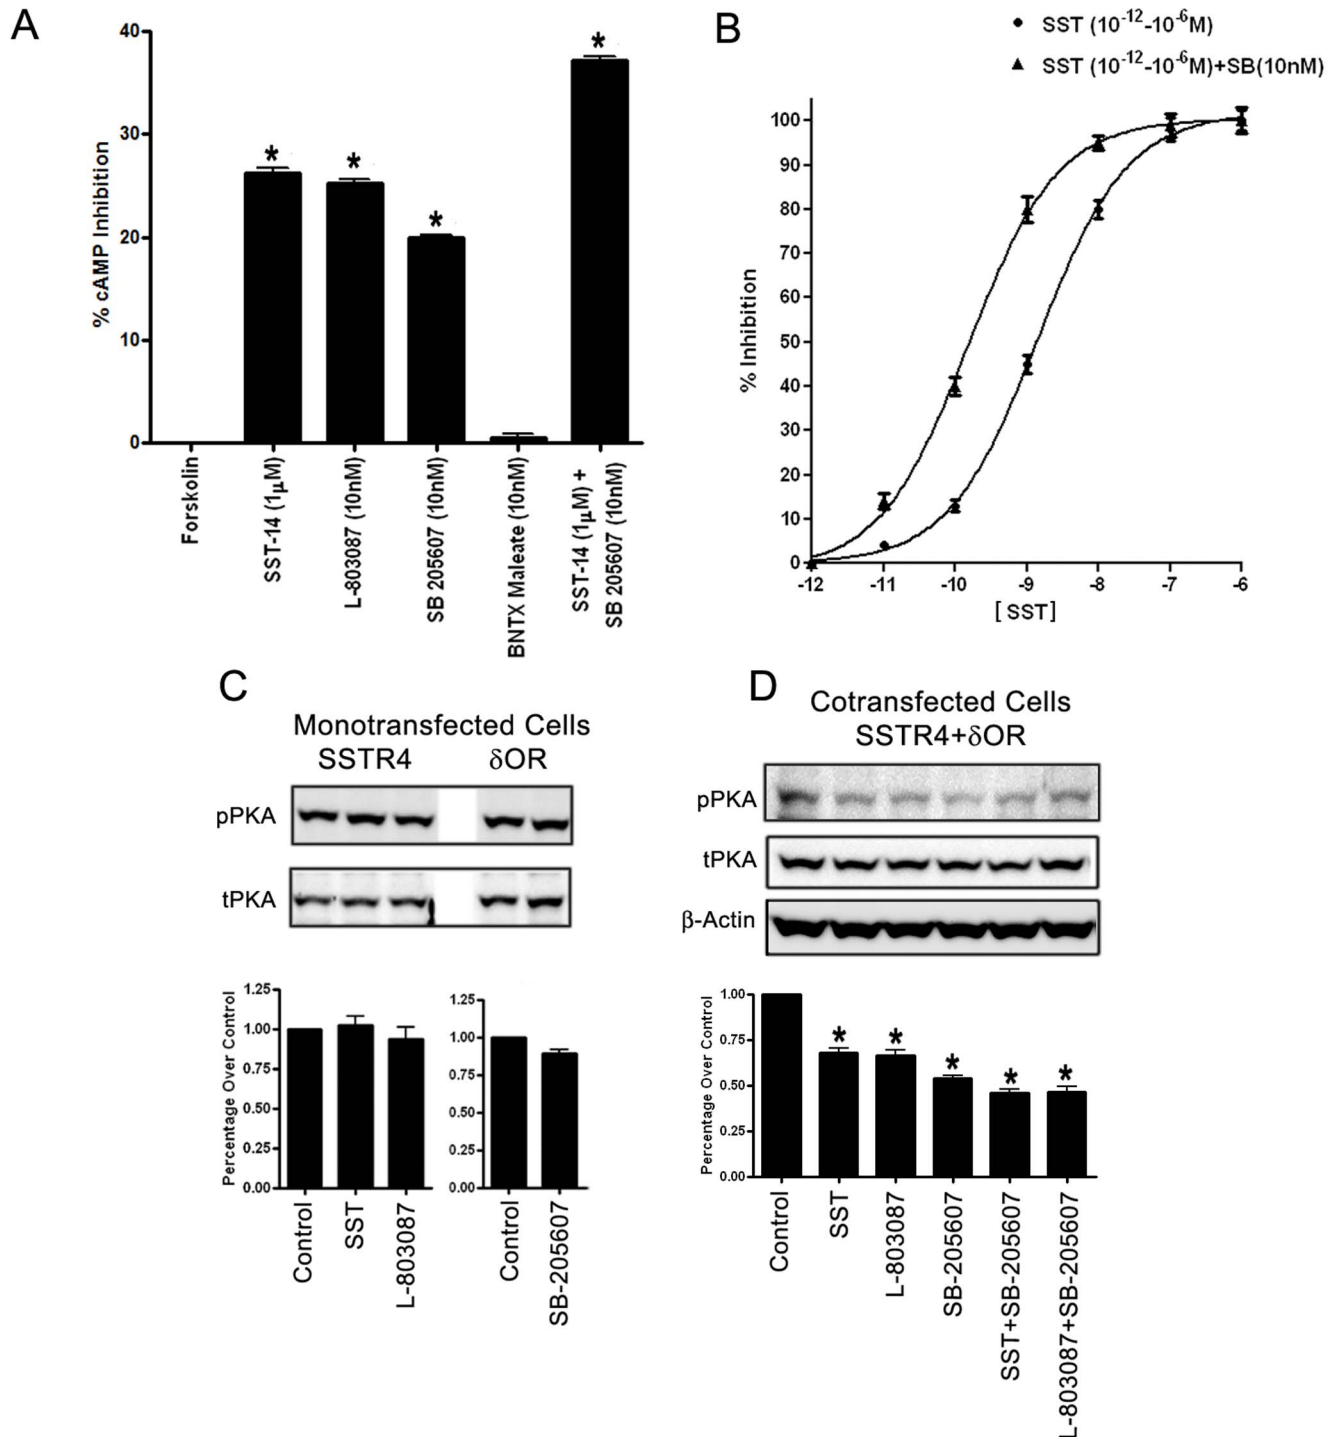 A
40
30
20
10
0
% cAMP Inhibition
*
*
*
*
Forskolin
SST-14 (1μM)
L-803087 (10nM)
SB 205607 (10nM)
BNTX Maleate (10nM)
SST-14 (1μM) +
SB 205607 (10nM)
B
SST (10⁻¹²-10⁻⁶M)
SST (10⁻¹²-10⁻⁶M)+SB(10nM)
100
90
80
70
60
50
40
30
20
10
0
% Inhibition
-12 -11 -10 -9 -8 -7 -6
[SST]
C
Monotransfected Cells
SSTR4 δOR
pPKA
tPKA
1.25
1.00
0.75
0.50
0.25
0.00
Percentage Over Control
Control
SST
L-803087
1.25
1.00
0.75
0.50
0.25
0.00
Control
SB-205607
D
Cotransfected Cells
SSTR4+δOR
pPKA
tPKA
β-Actin
1.00
0.75
0.50
0.25
0.00
Percentage Over Control
*
*
*
*
*
Control
SST
L-803087
SB-205607
SST+SB-205607
L-803087+SB-205607